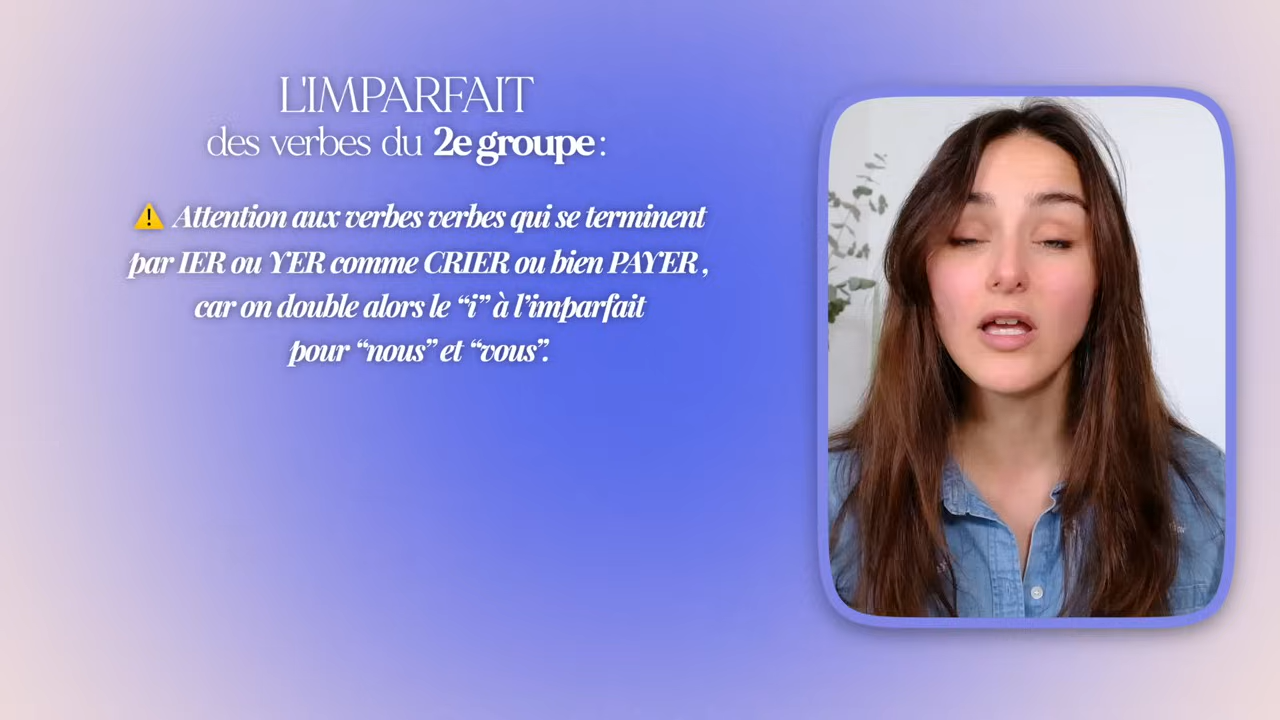 L'IMPARFAIT
des verbes du 2e groupe :
⚠️ Attention aux verbes verbes qui se terminent
par IER ou YER comme CRIER ou bien PAYER ,
car on double alors le “i” à l’imparfait
pour “nous” et “vous”.